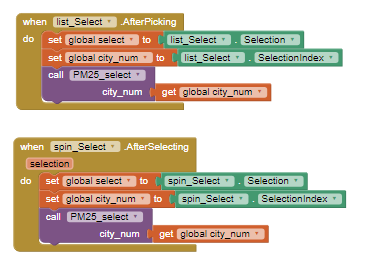 when list_Select .AfterPicking
do set global select to list_Select . Selection
set global city_num to list_Select . SelectionIndex
call PM25_select
city_num get global city_num
when spin_Select .AfterSelecting
selection
do set global select to spin_Select . Selection
set global city_num to spin_Select . SelectionIndex
call PM25_select
city_num get global city_num